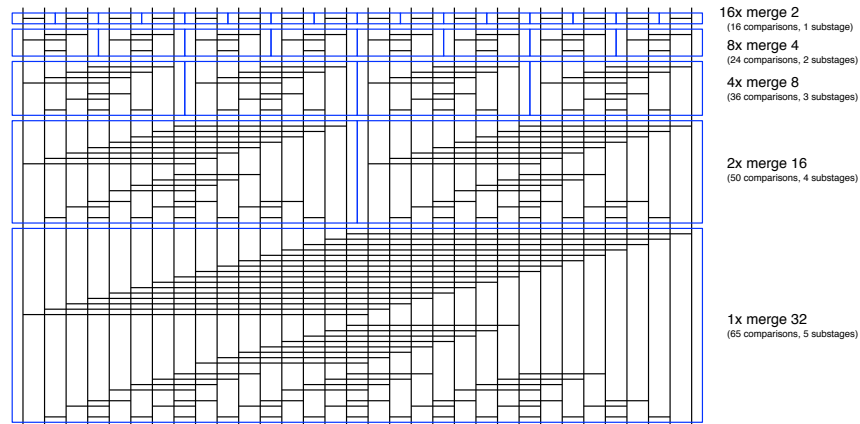 16x merge 2
(16 comparisons, 1 substage)
8x merge 4
(24 comparisons, 2 substages)
4x merge 8
(36 comparisons, 3 substages)
2x merge 16
(50 comparisons, 4 substages)
1x merge 32
(65 comparisons, 5 substages)